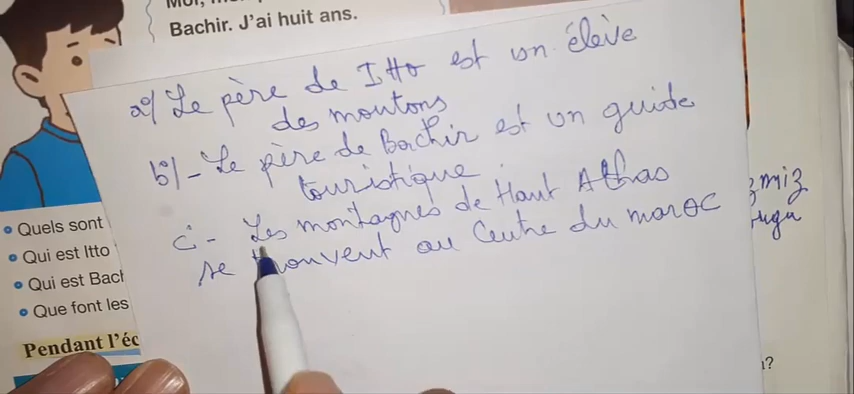 Bachir. J'ai huit ans.
a°/ Le père de Itto est un élève
des moutons
b°/- Le père de Bachir est un guide
touristique.
c°- Les montagnes de Haut Athas
se trouvent au Centre du maroc
Quels sont
Qui est Itto
Qui est Bach
Que font les
Pendant l'éc